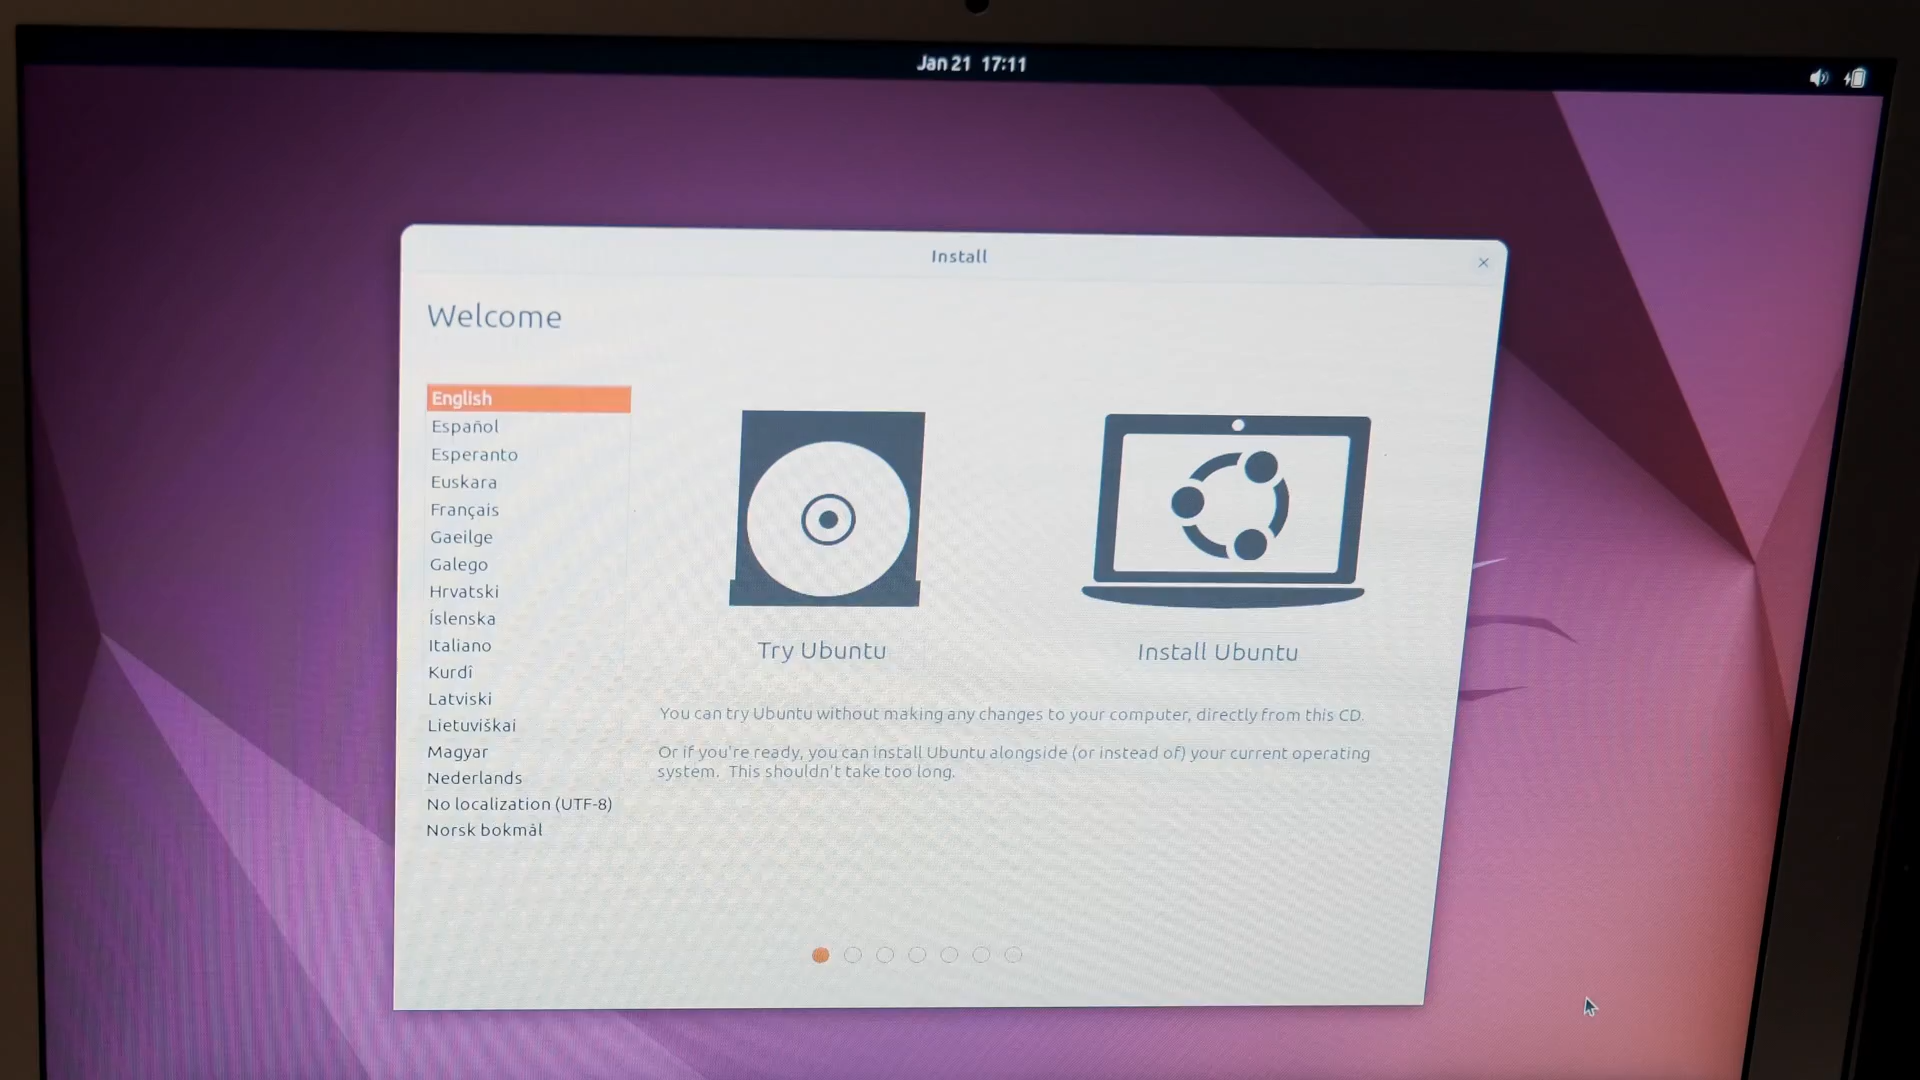 Jan 21 17:11
Install
Welcome
English
Español
Esperanto
Euskara
Français
Gaeilge
Galego
Hrvatski
Íslenska
Italiano
Kurdî
Latviski
Lietuviškai
Magyar
Nederlands
No localization (UTF-8)
Norsk bokmål
Try Ubuntu
Install Ubuntu
You can try Ubuntu without making any changes to your computer, directly from this CD.
Or if you're ready, you can install Ubuntu alongside (or instead of) your current operating
system. This shouldn't take too long.